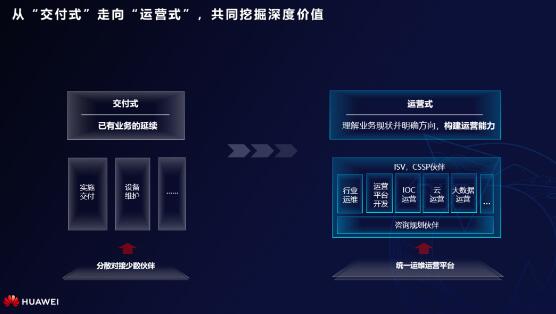 从“交付式”走向“运营式”，共同挖掘深度价值
交付式
已有业务的延续
实施
交付
设备
维护
……
分散对接少数伙伴
运营式
理解业务现状并明确方向，构建运营能力
ISV、CSSP伙伴
行业
运维
运营
平台
开发
IOC
运营
云
运营
大数据
运营
...
咨询规划伙伴
统一运维运营平台
HUAWEI